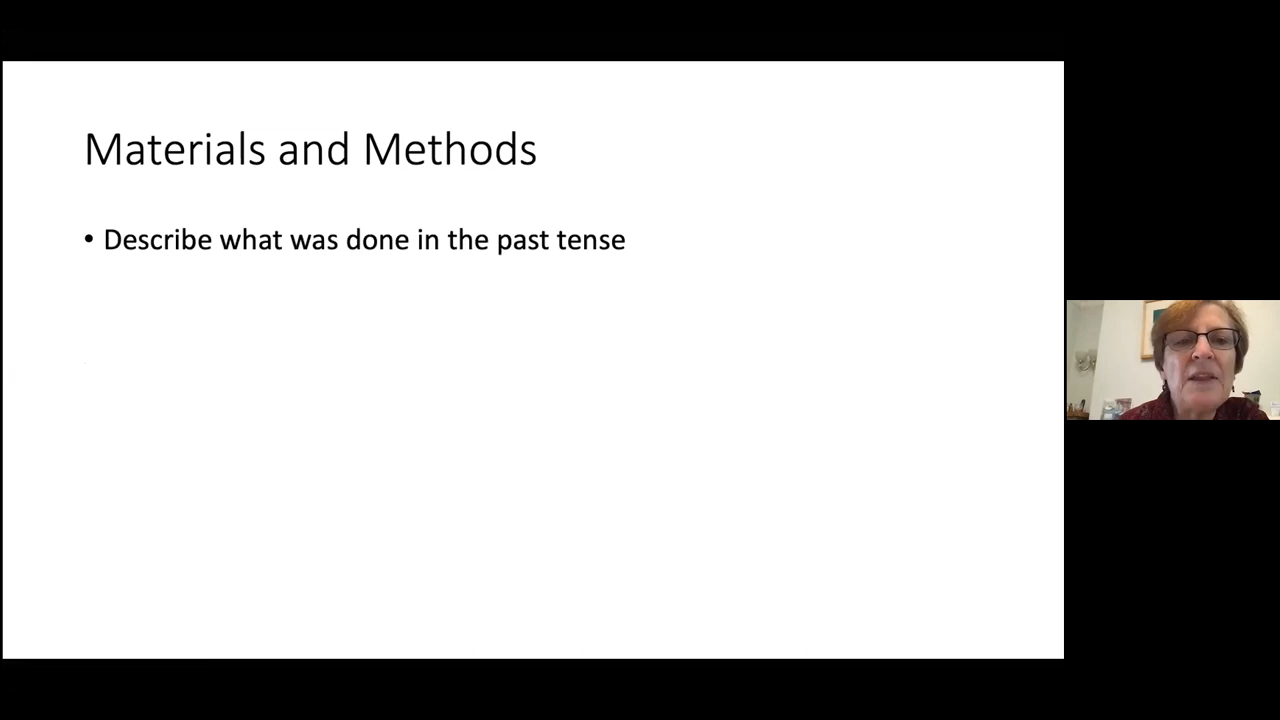 Materials and Methods
• Describe what was done in the past tense